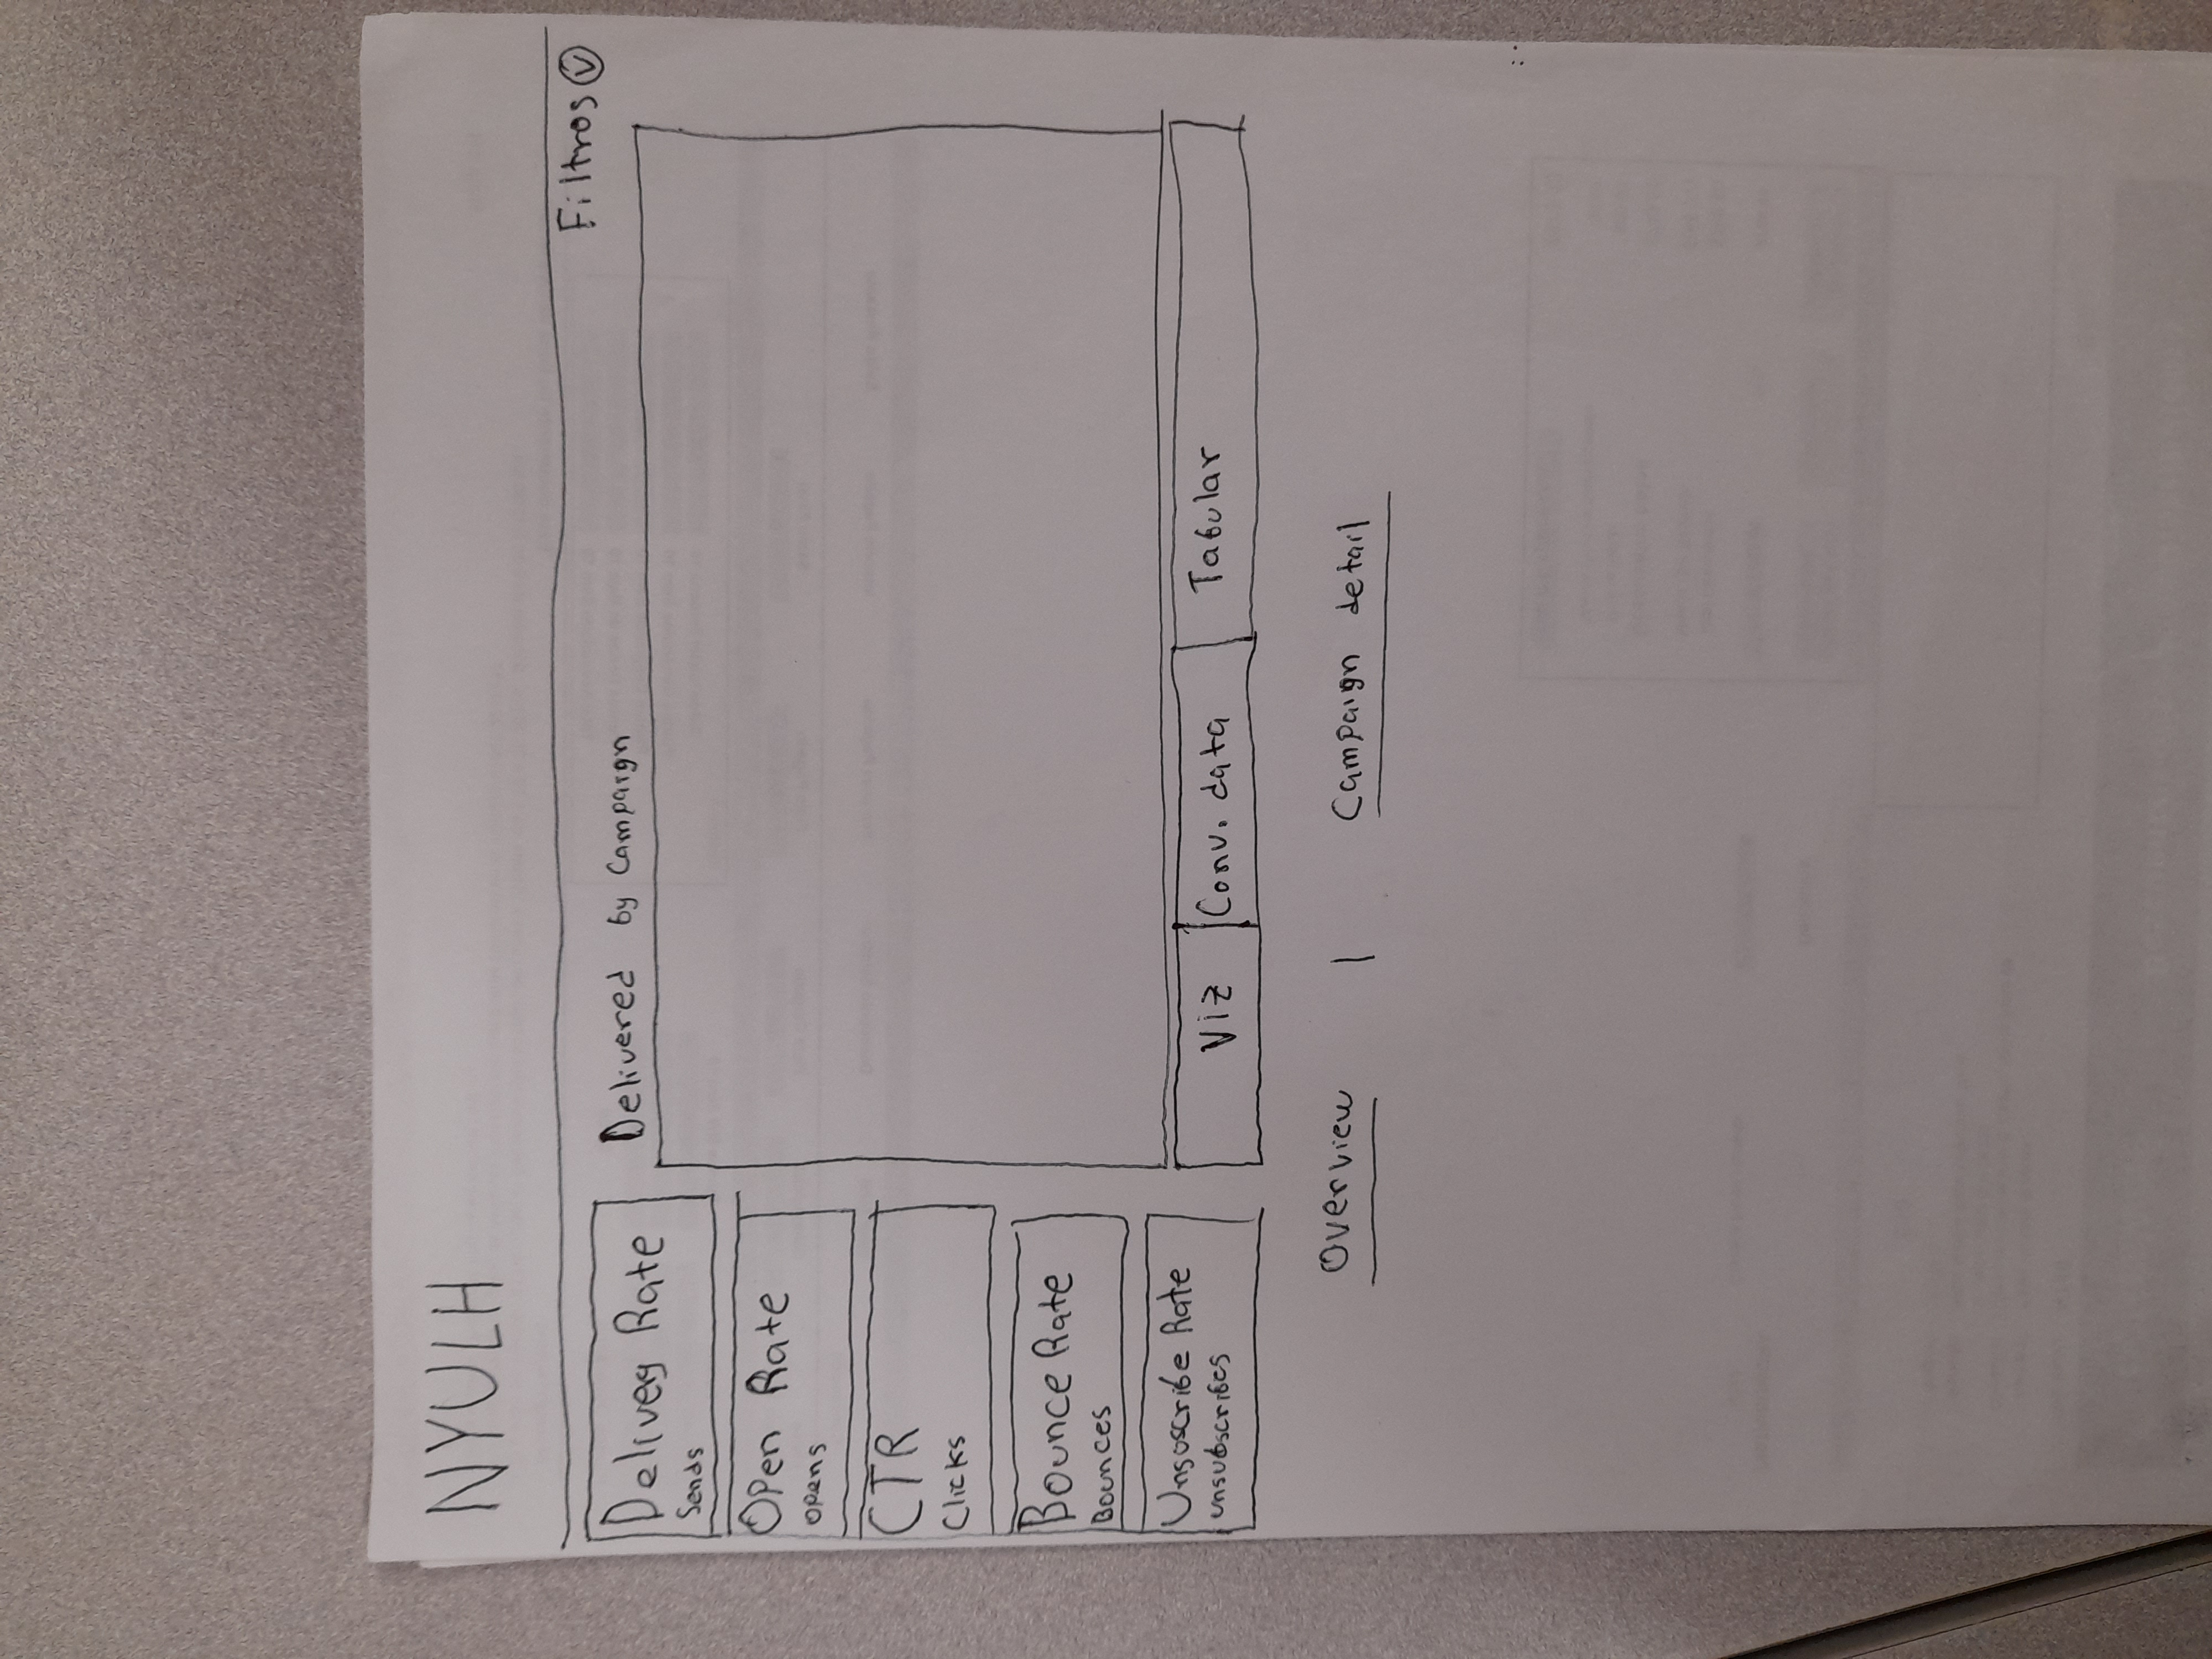 NYULH
Filtros
Delivery Rate
Sends
Open Rate
opens
CTR
Clicks
Bounce Rate
Bounces
Unsoscribe Rate
unsubscribes
Delivered by Campaign
Viz
Conv. data
Tabular
Overview | Campaign detail